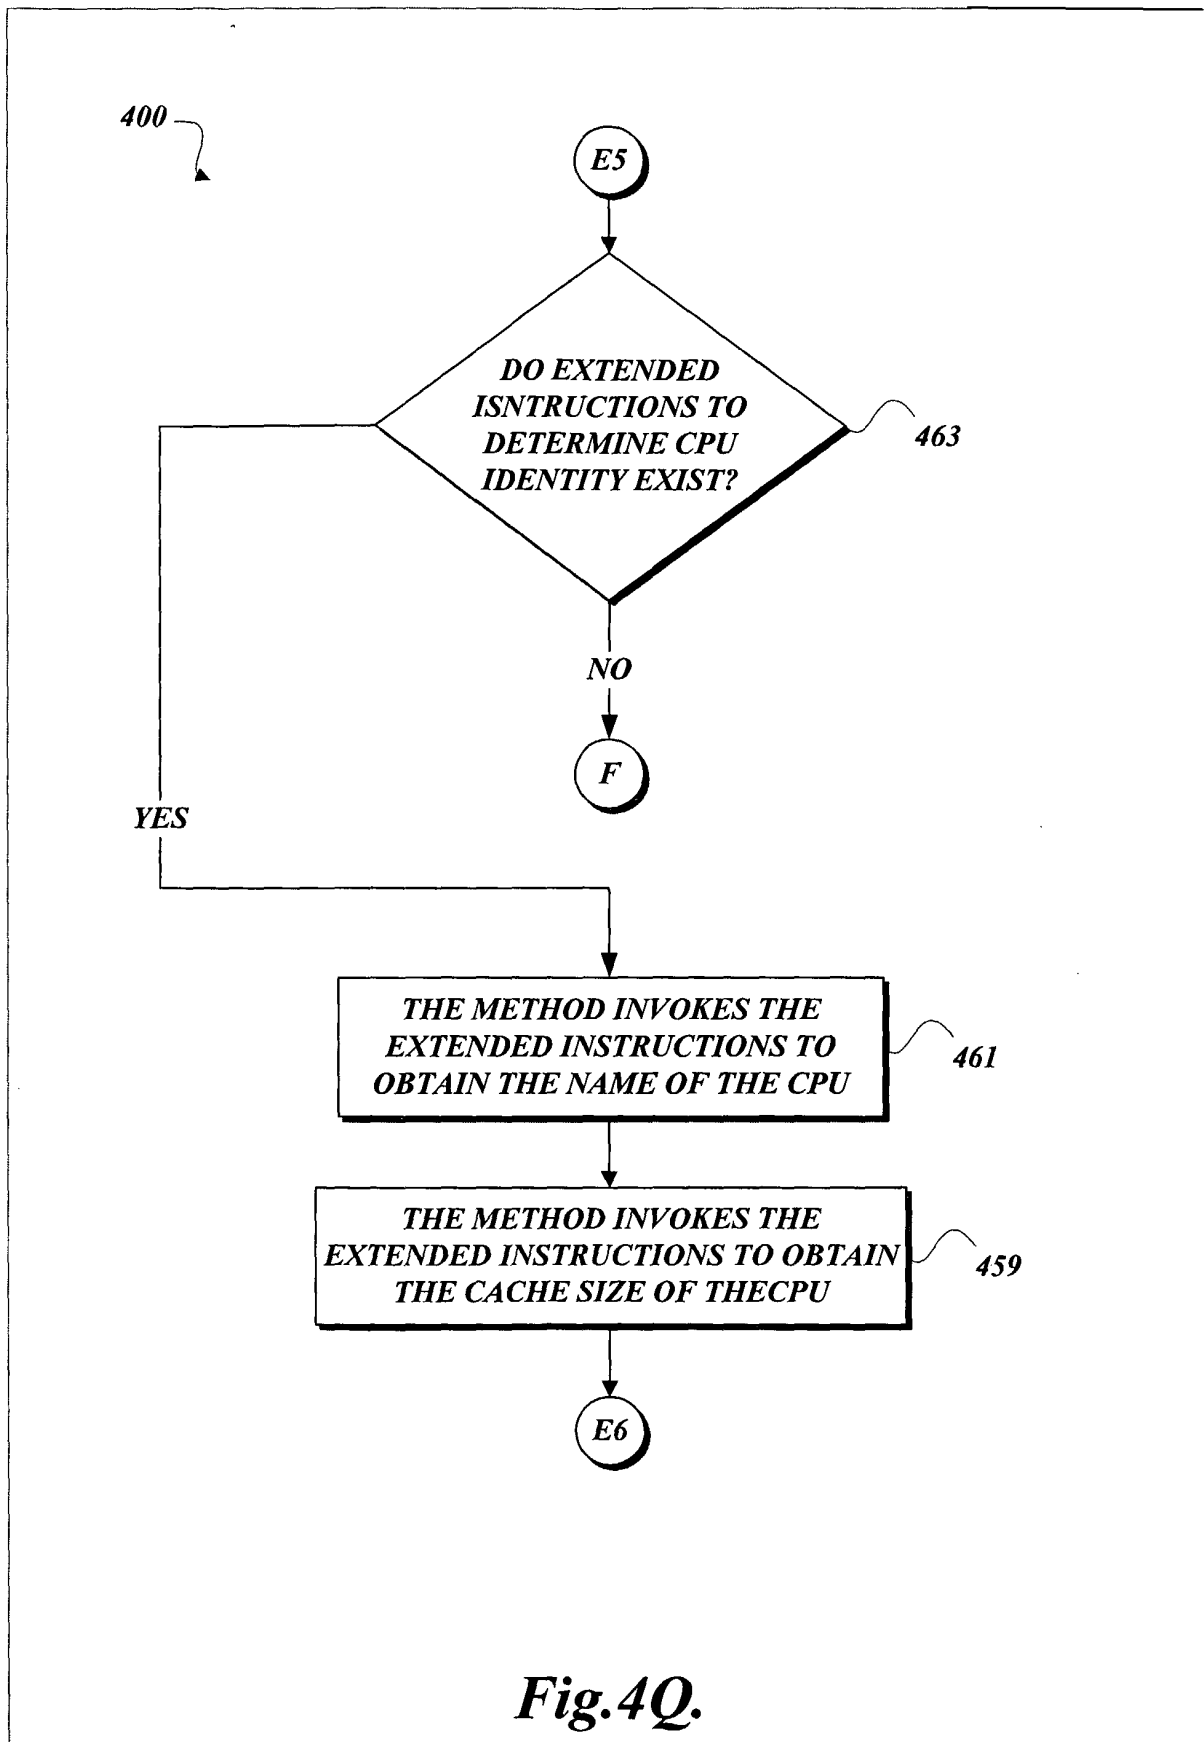 400
E5
DO EXTENDED
ISNTRUCTIONS TO
DETERMINE CPU
IDENTITY EXIST?
463
NO
F
YES
THE METHOD INVOKES THE
EXTENDED INSTRUCTIONS TO
OBTAIN THE NAME OF THE CPU
461
THE METHOD INVOKES THE
EXTENDED INSTRUCTIONS TO OBTAIN
THE CACHE SIZE OF THECPU
459
E6
Fig.4Q.